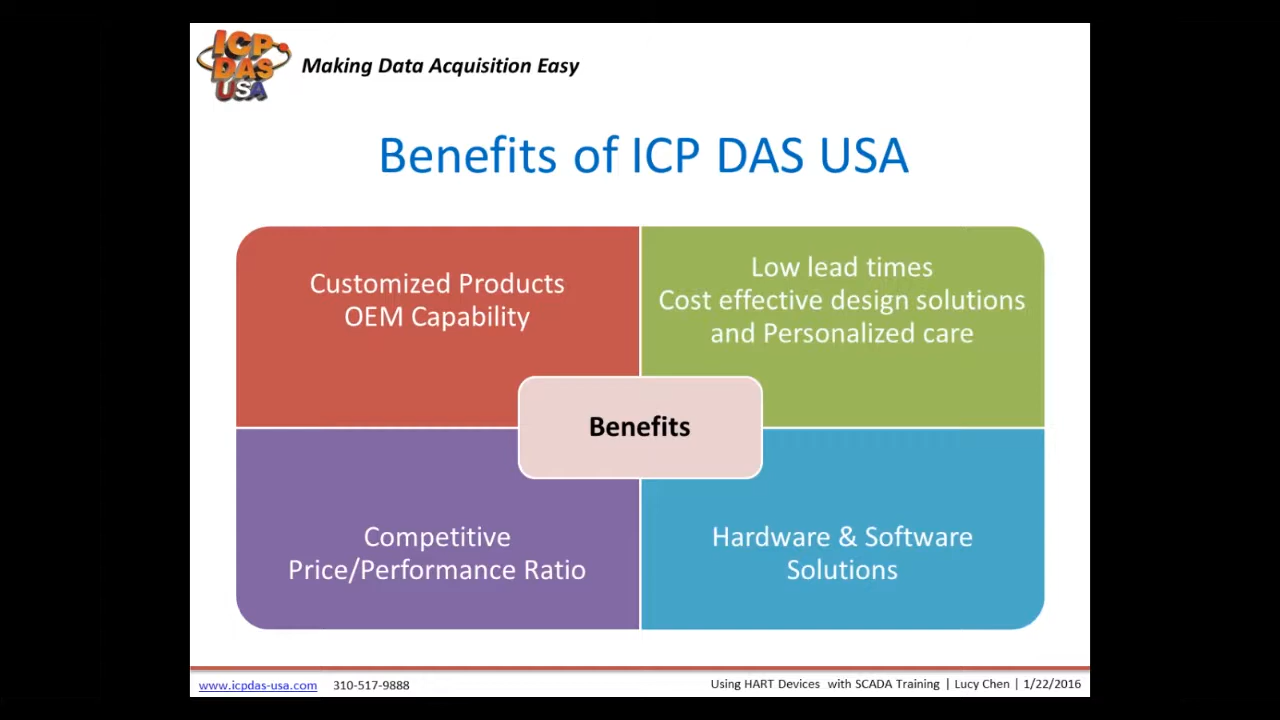 ICP
DAS
USA
Making Data Acquisition Easy
Benefits of ICP DAS USA
Customized Products
OEM Capability
Low lead times
Cost effective design solutions
and Personalized care
Benefits
Competitive
Price/Performance Ratio
Hardware & Software
Solutions
www.icpdas-usa.com 310-517-9888
Using HART Devices with SCADA Training | Lucy Chen | 1/22/2016